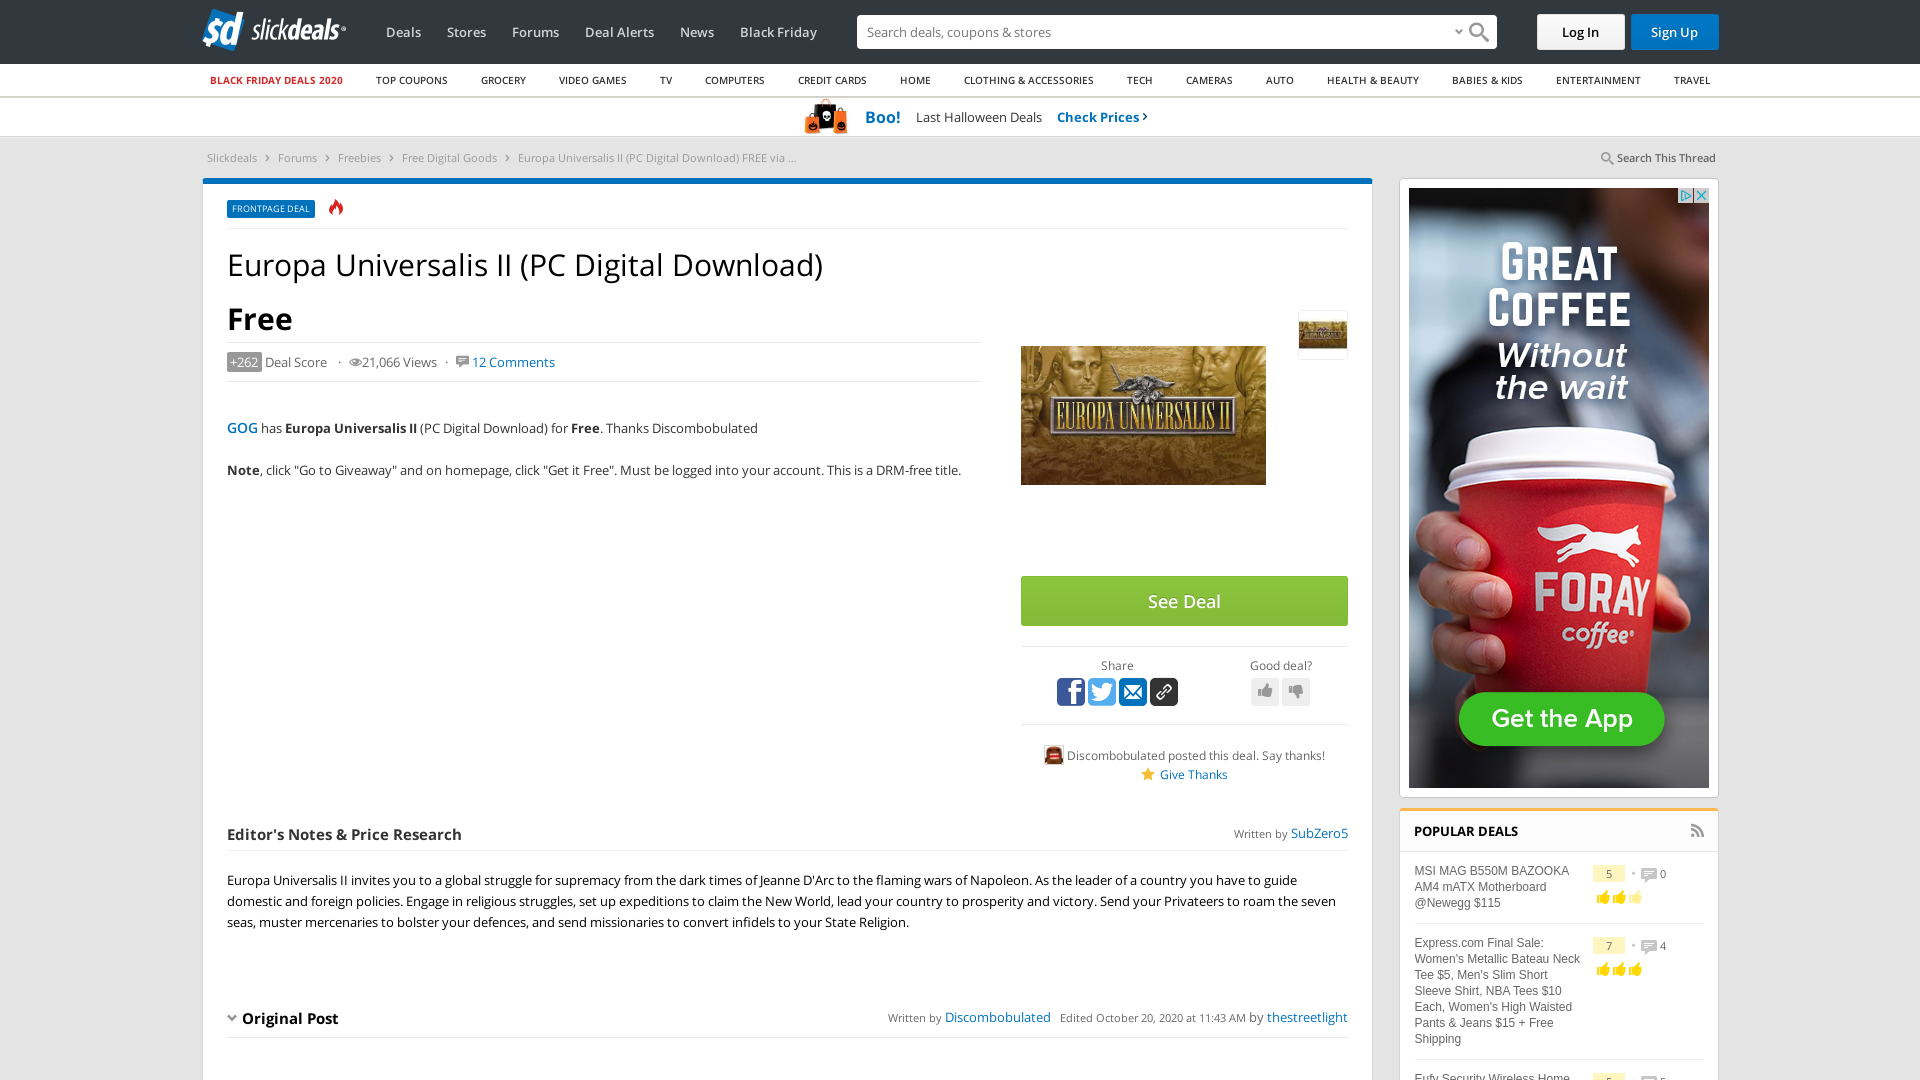 slickdeals
Deals
Stores
Forums
Deal Alerts
News
Black Friday
Search deals, coupons & stores
Log In
Sign Up
BLACK FRIDAY DEALS 2020
TOP COUPONS
GROCERY
VIDEO GAMES
TV
COMPUTERS
CREDIT CARDS
HOME
CLOTHING & ACCESSORIES
TECH
CAMERAS
AUTO
HEALTH & BEAUTY
BABIES & KIDS
ENTERTAINMENT
TRAVEL
Boo! Last Halloween Deals Check Prices
Slickdeals > Forums > Freebies > Free Digital Goods > Europa Universalis II (PC Digital Download) FREE via ...
Search This Thread
FRONTPAGE DEAL
Europa Universalis II (PC Digital Download)
Free
+262 Deal Score · 21,066 Views · 12 Comments
GOG has Europa Universalis II (PC Digital Download) for Free. Thanks Discombobulated
Note, click "Go to Giveaway" and on homepage, click "Get it Free". Must be logged into your account. This is a DRM-free title.
EUROPA UNIVERSALIS II
See Deal
Share
Good deal?
Discombobulated posted this deal. Say thanks!
Give Thanks
Editor's Notes & Price Research
Written by SubZero5
Europa Universalis II invites you to a global struggle for supremacy from the dark times of Jeanne D'Arc to the flaming wars of Napoleon. As the leader of a country you have to guide
domestic and foreign policies. Engage in religious struggles, set up expeditions to claim the New World, lead your country to prosperity and victory. Send your Privateers to roam the seven
seas, muster mercenaries to bolster your defences, and send missionaries to convert infidels to your State Religion.
Original Post
Written by Discombobulated Edited October 20, 2020 at 11:43 AM by thestreetlight
GREAT
COFFEE
Without
the wait
FORAY
coffee®
Get the App
POPULAR DEALS
MSI MAG B550M BAZOOKA
AM4 mATX Motherboard
@Newegg $115
5 • 0
Express.com Final Sale:
Women's Metallic Bateau Neck
Tee $5, Men's Slim Short
Sleeve Shirt, NBA Tees $10
Each, Women's High Waisted
Pants & Jeans $15 + Free
Shipping
7 • 4
Eufy Security Wireless Home